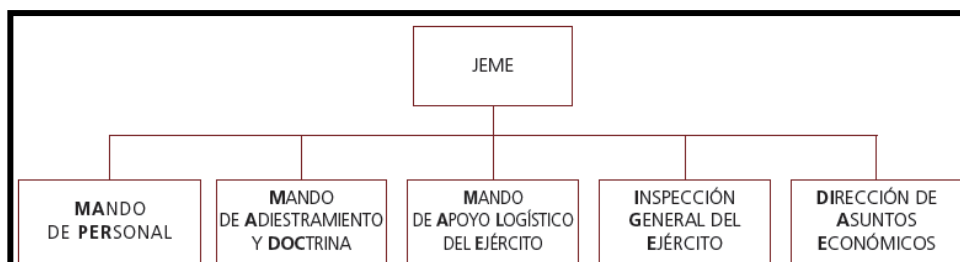 JEME
MANDO
DE PERSONAL
MANDO
DE ADIESTRAMIENTO
Y DOCTRINA
MANDO
DE APOYO LOGÍSTICO
DEL EJÉRCITO
INSPECCIÓN
GENERAL DEL
EJÉRCITO
DIRECCIÓN DE
ASUNTOS
ECONÓMICOS